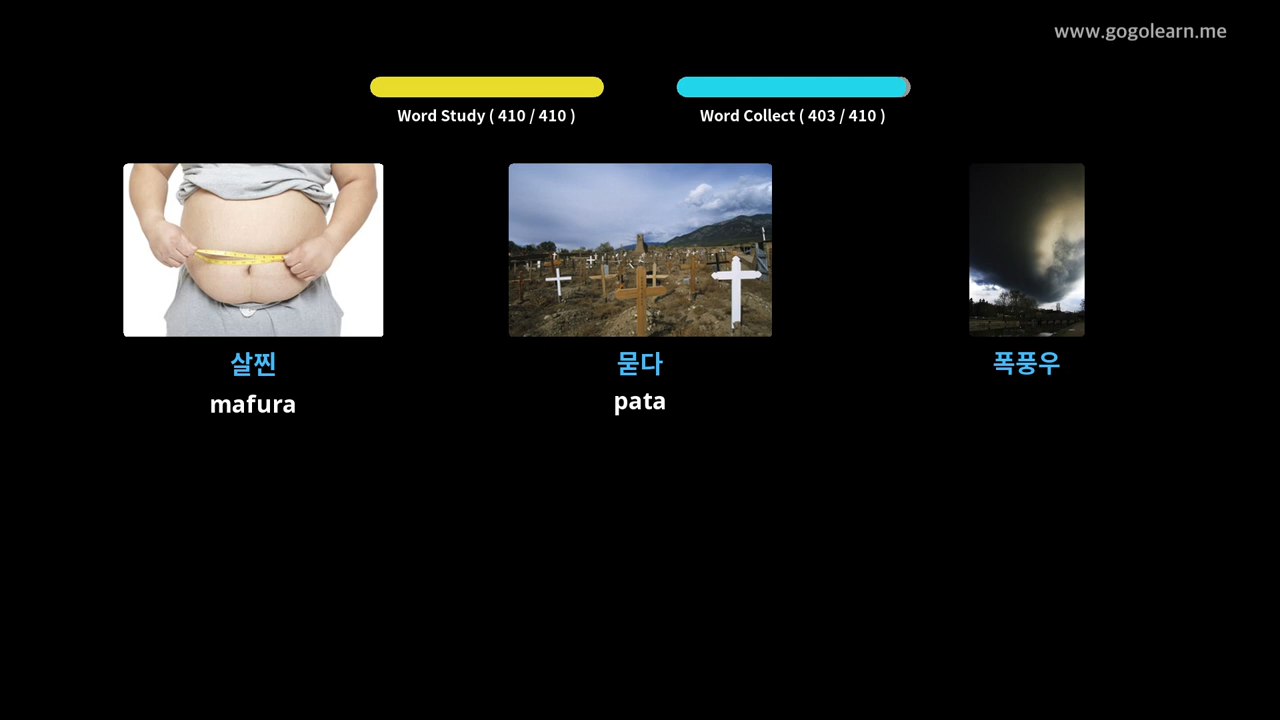 www.gogolearn.me
Word Study ( 410 / 410 )
Word Collect ( 403 / 410 )
살찐
mafura
묻다
pata
폭풍우